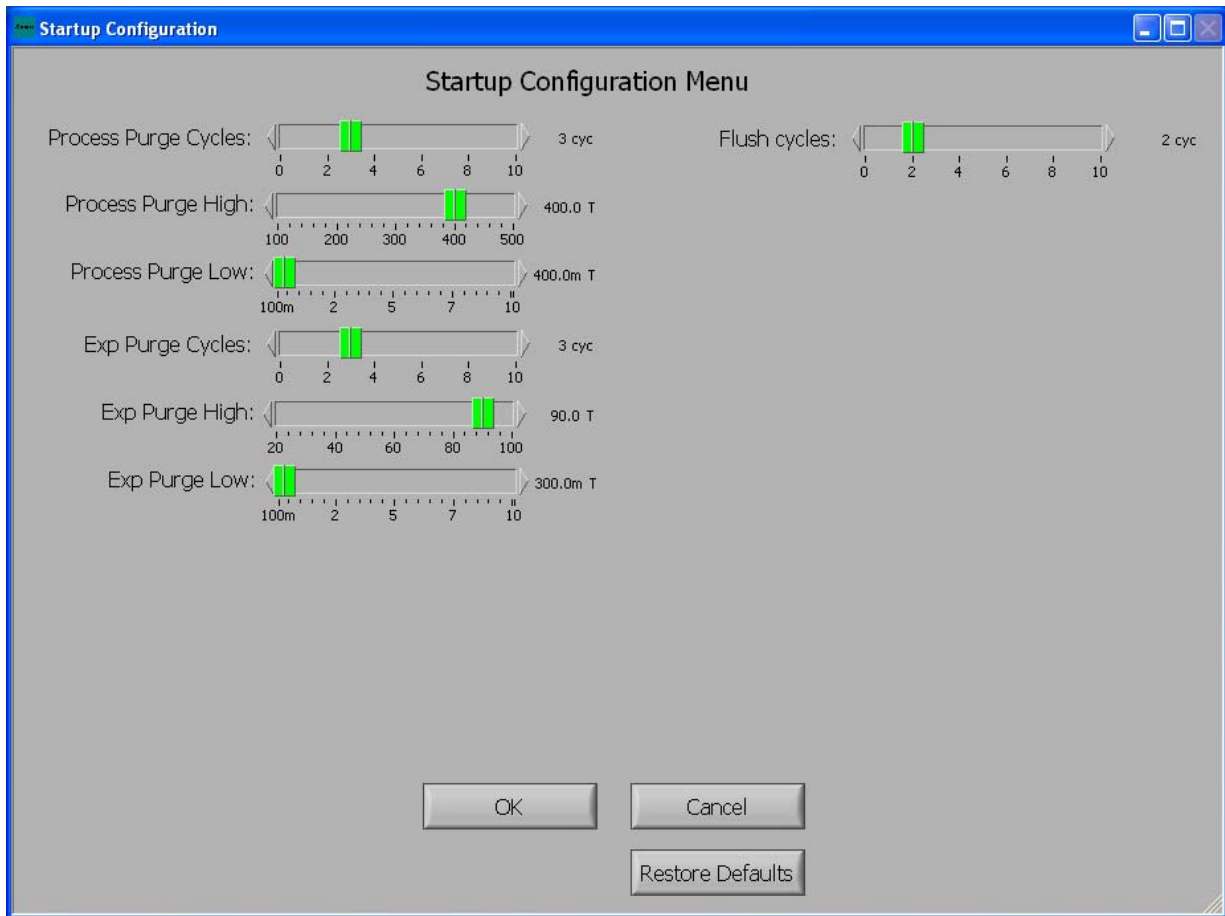 Startup Configuration
Startup Configuration Menu
Process Purge Cycles: 3 cyc
0 2 4 6 8 10
Process Purge High: 400.0 T
100 200 300 400 500
Process Purge Low: 400.0m T
100m 2 5 7 10
Exp Purge Cycles: 3 cyc
0 2 4 6 8 10
Exp Purge High: 90.0 T
20 40 60 80 100
Exp Purge Low: 300.0m T
100m 2 5 7 10
Flush cycles: 2 cyc
0 2 4 6 8 10
OK
Cancel
Restore Defaults